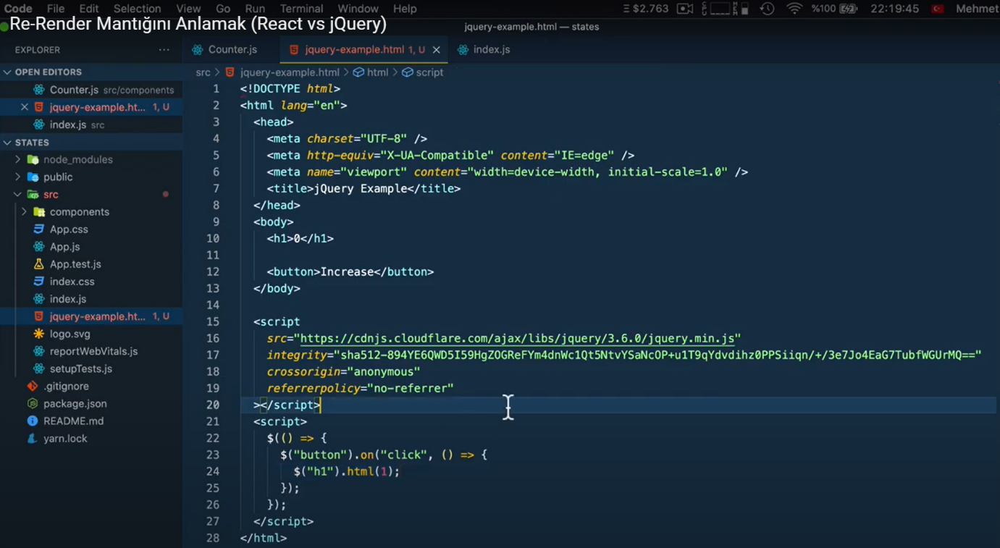 Code File Edit Selection View Go Run Terminal Window Help $2.763 %100 22:19:45 Mehmet
Re-Render Mantığını Anlamak (React vs jQuery)
jquery-example.html — states
EXPLORER ···
Counter.js jquery-example.html 1, U × index.js
OPEN EDITORS
Counter.js src/components
jquery-example.ht... 1, U
index.js src
STATES
node_modules
public
src
components
App.css
App.js
App.test.js
index.css
index.js
jquery-example.ht... 1, U
logo.svg
reportWebVitals.js
setupTests.js
.gitignore
package.json
README.md
yarn.lock
src > jquery-example.html > html > script
1 <!DOCTYPE html>
2 <html lang="en">
3 <head>
4 <meta charset="UTF-8" />
5 <meta http-equiv="X-UA-Compatible" content="IE=edge" />
6 <meta name="viewport" content="width=device-width, initial-scale=1.0" />
7 <title>jQuery Example</title>
8 </head>
9 <body>
10 <h1>0</h1>
11
12 <button>Increase</button>
13 </body>
14
15 <script
16 src="https://cdnjs.cloudflare.com/ajax/libs/jquery/3.6.0/jquery.min.js"
17 integrity="sha512-894YE6QWD5I59HgZOGReFYm4dnWc1Qt5NtvYSaNcOP+u1T9qYdvdihz0PPSiiqn/+/3e7Jo4EaG7TubfWGUrMQ=="
18 crossorigin="anonymous"
19 referrerpolicy="no-referrer"
20 ></script>
21 <script>
22 $(() => {
23 $("button").on("click", () => {
24 $("h1").html(1);
25 });
26 });
27 </script>
28 </html>